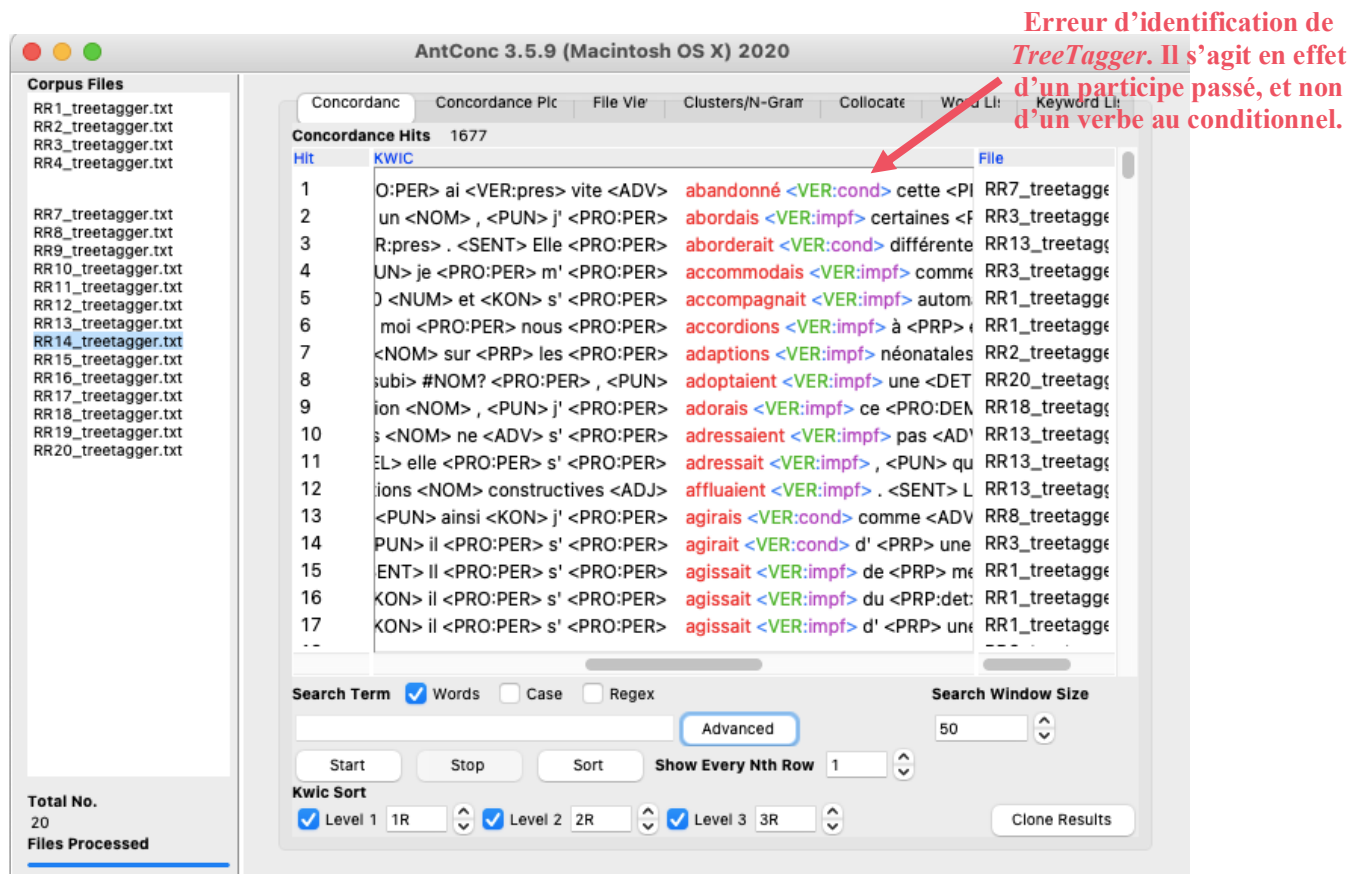 Erreur d’identification de
TreeTagger. Il s’agit en effet
d’un participe passé, et non
d’un verbe au conditionnel.
AntConc 3.5.9 (Macintosh OS X) 2020
Corpus Files
RR1_treetagger.txt
RR2_treetagger.txt
RR3_treetagger.txt
RR4_treetagger.txt
RR7_treetagger.txt
RR8_treetagger.txt
RR9_treetagger.txt
RR10_treetagger.txt
RR11_treetagger.txt
RR12_treetagger.txt
RR13_treetagger.txt
RR14_treetagger.txt
RR15_treetagger.txt
RR16_treetagger.txt
RR17_treetagger.txt
RR18_treetagger.txt
RR19_treetagger.txt
RR20_treetagger.txt
Total No.
20
Files Processed
Concordanc Concordance Plc File Vie Clusters/N-Gram Collocate Word Li Keyword Li
Concordance Hits 1677
Hit KWIC File
1 O:PER> ai <VER:pres> vite <ADV> abandonné <VER:cond> cette <P RR7_treetagge
2 un <NOM> , <PUN> j' <PRO:PER> abordais <VER:impf> certaines < RR3_treetagge
3 R:pres> . <SENT> Elle <PRO:PER> aborderait <VER:cond> différente RR13_treetagg
4 UN> je <PRO:PER> m' <PRO:PER> accommodais <VER:impf> comme RR3_treetagge
5 0 <NUM> et <KON> s' <PRO:PER> accompagnait <VER:impf> autom RR1_treetagge
6 moi <PRO:PER> nous <PRO:PER> accordions <VER:impf> à <PRP> RR1_treetagge
7 <NOM> sur <PRP> les <PRO:PER> adaptions <VER:impf> néonatales RR2_treetagge
8 subi> #NOM? <PRO:PER> , <PUN> adoptaient <VER:impf> une <DET RR20_treetagg
9 ion <NOM> , <PUN> j' <PRO:PER> adorais <VER:impf> ce <PRO:DEM RR18_treetagg
10 s <NOM> ne <ADV> s' <PRO:PER> adressaient <VER:impf> pas <AD RR13_treetagg
11 EL> elle <PRO:PER> s' <PRO:PER> adressait <VER:impf> , <PUN> qu RR13_treetagg
12 ions <NOM> constructives <ADJ> affluaient <VER:impf> . <SENT> L RR13_treetagg
13 <PUN> ainsi <KON> j' <PRO:PER> agirais <VER:cond> comme <ADV RR8_treetagge
14 PUN> il <PRO:PER> s' <PRO:PER> agirait <VER:cond> d' <PRP> une RR3_treetagge
15 ENT> Il <PRO:PER> s' <PRO:PER> agissait <VER:impf> de <PRP> me RR1_treetagge
16 KON> il <PRO:PER> s' <PRO:PER> agissait <VER:impf> du <PRP:det> RR1_treetagge
17 KON> il <PRO:PER> s' <PRO:PER> agissait <VER:impf> d' <PRP> une RR1_treetagge
Search Term Words Case Regex Search Window Size
Advanced 50
Start Stop Sort Show Every Nth Row 1
Kwic Sort
Level 1 1R Level 2 2R Level 3 3R Clone Results